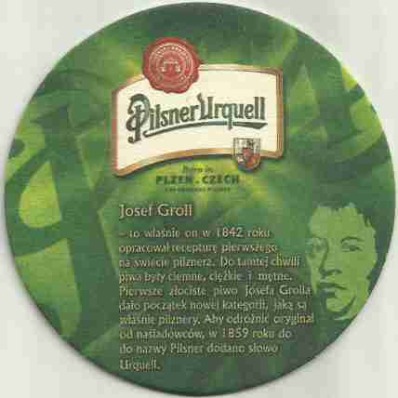 Pilsner Urquell
Born in
PLZEŇ, CZECH
Josef Groll
– to właśnie on w 1842 roku
opracował recepturę pierwszego
na świecie pilznera. Do tamtej chwili
piwa były ciemne, ciężkie i mętne.
Pierwsze złociste piwo Josefa Grolla
dało początek nowej kategorii, jaką są
właśnie pilznery. Aby odróżnić oryginał
od naśladowców, w 1859 roku do
do nazwy Pilsner dodano słowo
Urquell.